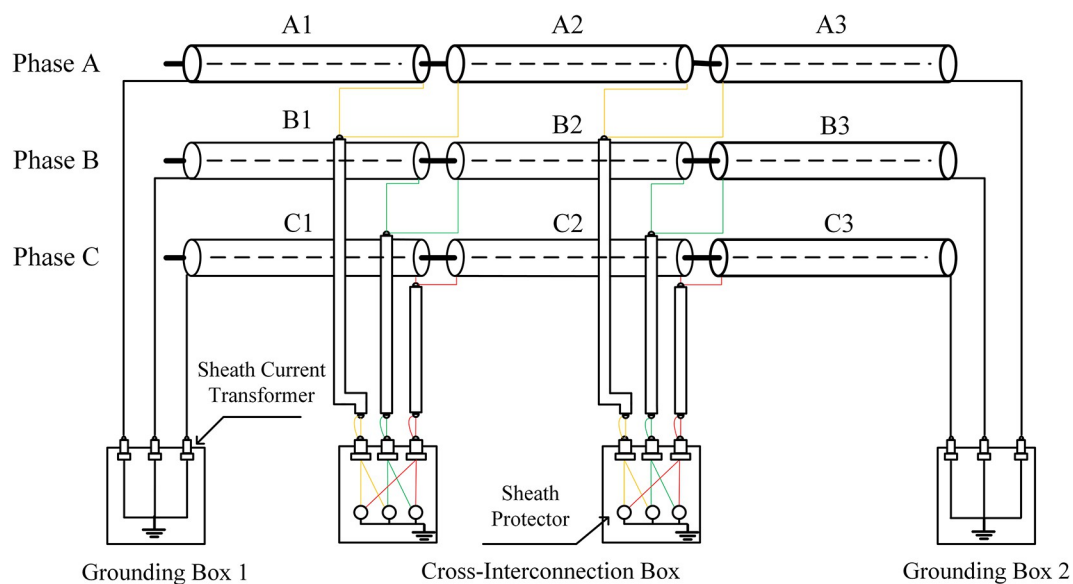 A1 A2 A3
Phase A
B1 B2 B3
Phase B
C1 C2 C3
Phase C
Sheath Current
Transformer
Sheath
Protector
Grounding Box 1
Cross-Interconnection Box
Grounding Box 2